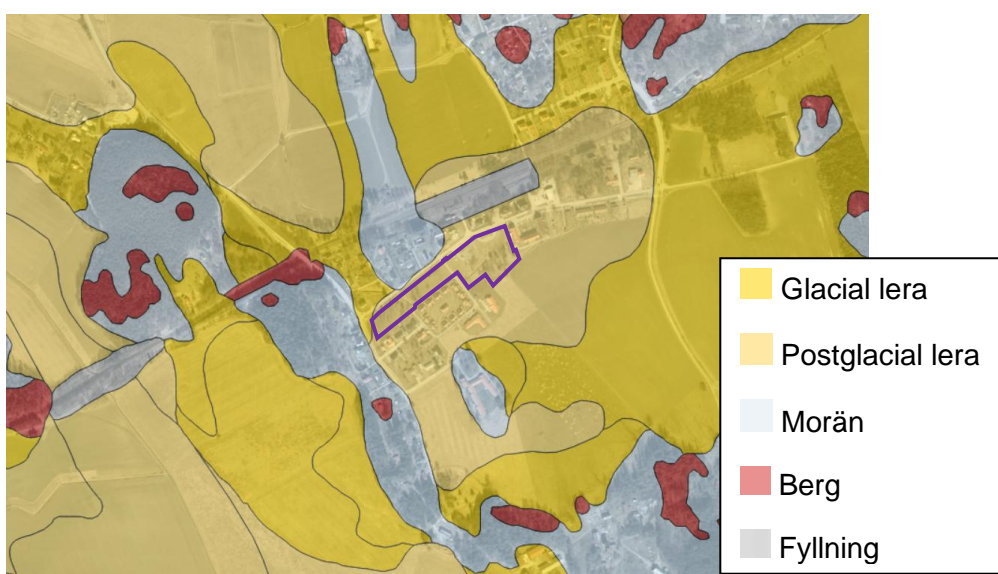 Glacial lera
Postglacial lera
Morän
Berg
Fyllning